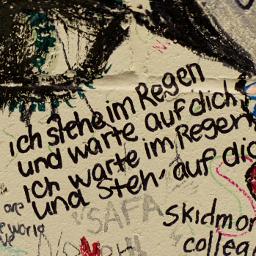 ich stehe im Regen
und warte auf dich
ich warte im Regen
und steh' auf dic
one
world
SAFA
skidmor
colleg